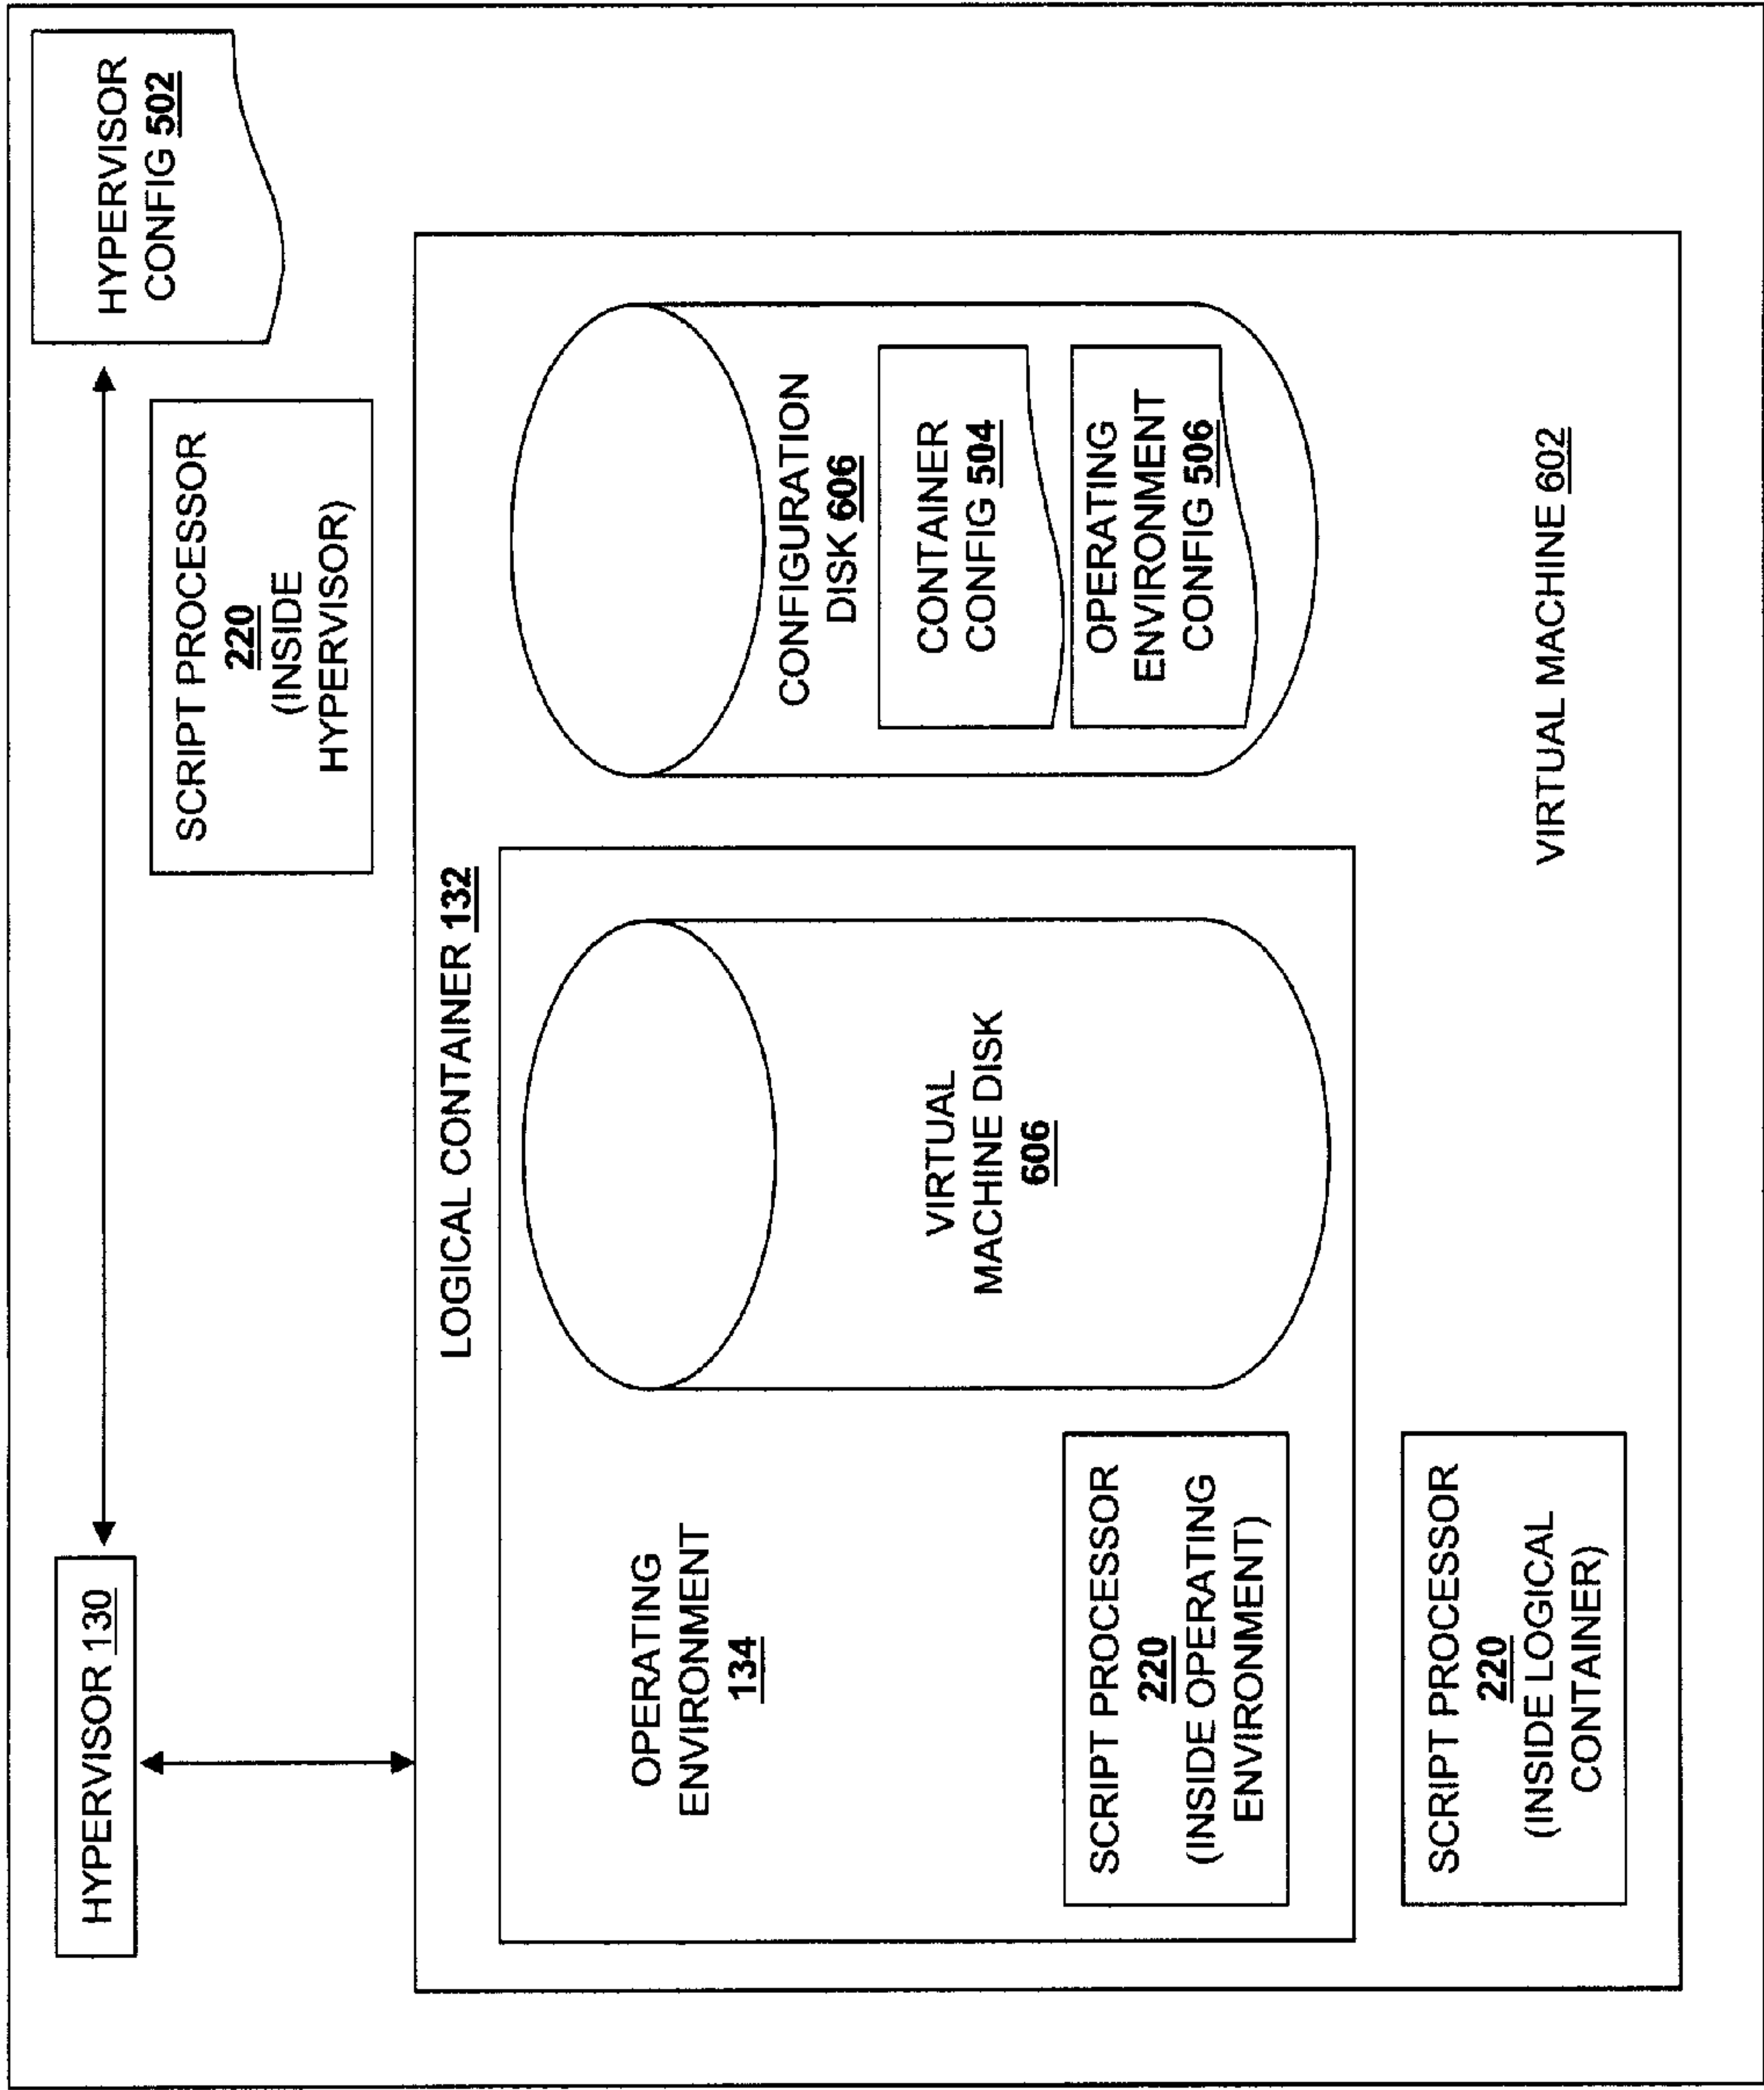 HYPERVISOR 130
HYPERVISOR
CONFIG 502
SCRIPT PROCESSOR
220
(INSIDE
HYPERVISOR)
LOGICAL CONTAINER 132
OPERATING
ENVIRONMENT
134
VIRTUAL
MACHINE DISK
606
CONFIGURATION
DISK 606
CONTAINER
CONFIG 504
OPERATING
ENVIRONMENT
CONFIG 506
SCRIPT PROCESSOR
220
(INSIDE OPERATING
ENVIRONMENT)
SCRIPT PROCESSOR
220
(INSIDE LOGICAL
CONTAINER)
VIRTUAL MACHINE 602